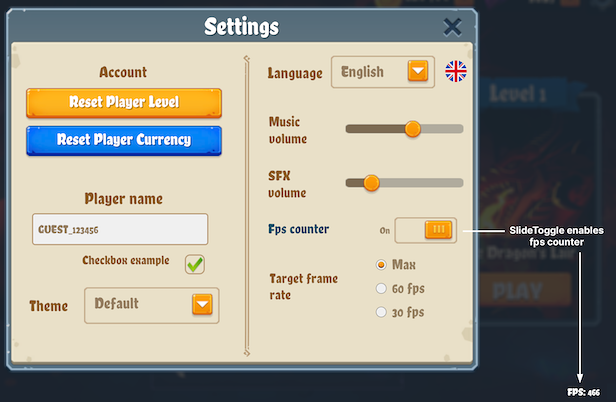 Settings
Account
Reset Player Level
Reset Player Currency
Player name
GUEST_123456
Checkbox example
Theme
Default
Language
English
Music
volume
SFX
volume
Fps counter
On
Target frame
rate
Max
60 fps
30 fps
Level 1
Dragon's Lair
PLAY
SlideToggle enables
fps counter
FPS: 466